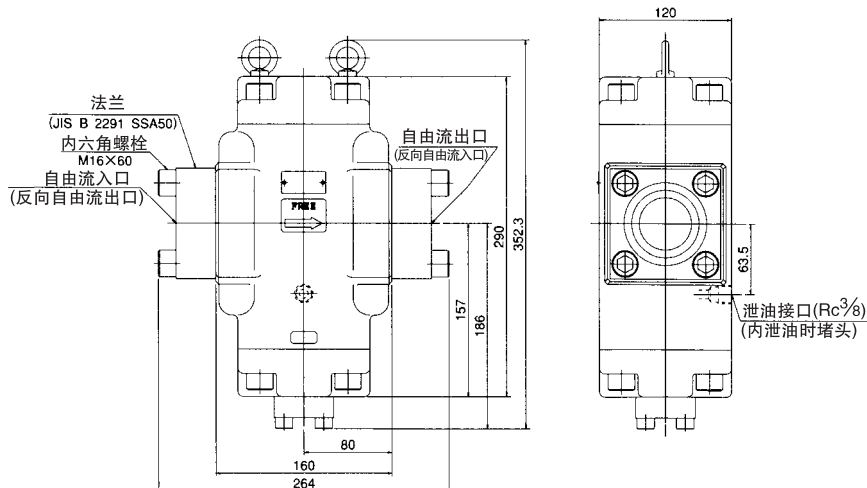 120
法兰
(JIS B 2291 SSA50)
内六角螺栓
M16×60
自由流入口
(反向自由流出口)
自由流出口
(反向自由流入口)
FREE
290
352.3
157
186
63.5
泄油接口(Rc3/8)
(内泄油时堵头)
80
160
264